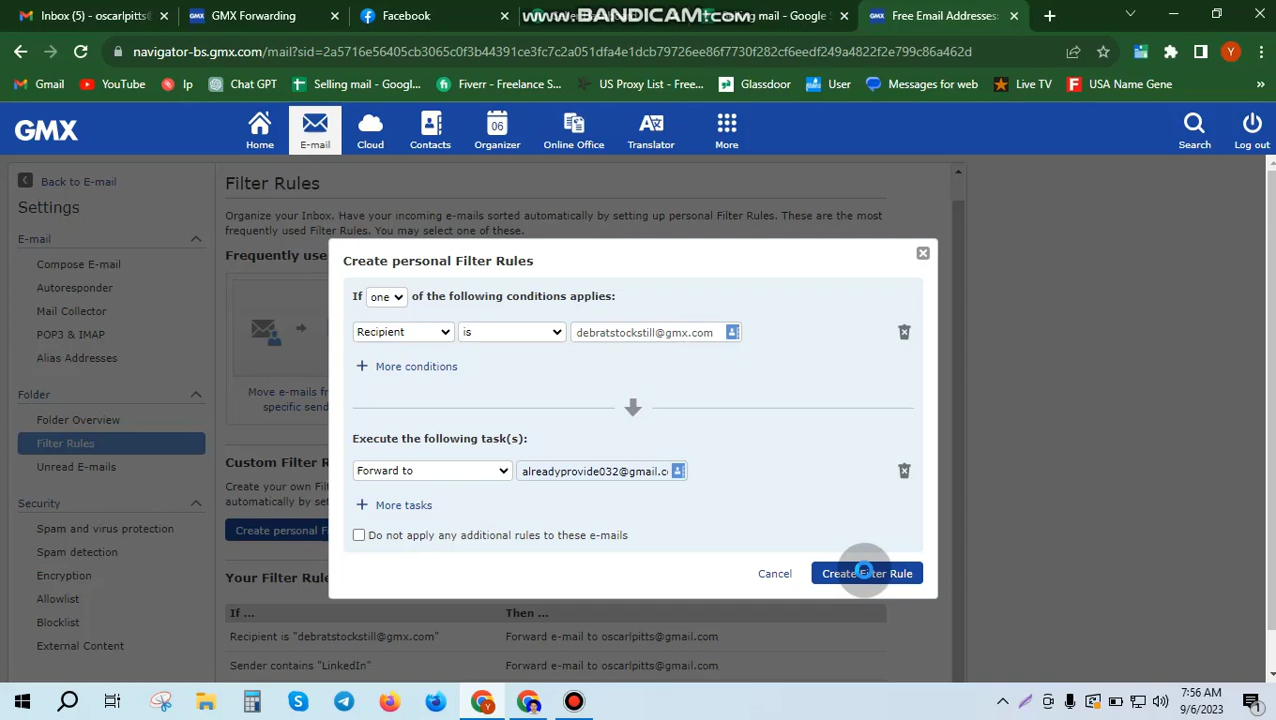 Inbox (5) - oscarpitts@
GMX Forwarding
Facebook
www.BANDICAM.com
ng mail - Google S
Free Email Addresses:
navigator-bs.gmx.com/mail?sid=2a5716e56405cb3065c0f3b44391ce3fc7c2a051dfa4e1dcb79726ee86f7730f282cf6eedf249a4822f2e799c86a462d
Gmail
YouTube
Ip
Chat GPT
Selling mail - Googl...
Fiverr - Freelance S...
US Proxy List - Free...
Glassdoor
User
Messages for web
Live TV
USA Name Gene
»
GMX
Home
E-mail
Cloud
Contacts
06
Organizer
Online Office
Translator
More
Search
Log out
Back to E-mail
Settings
E-mail
Compose E-mail
Autoresponder
Mail Collector
POP3 & IMAP
Alias Addresses
Folder
Folder Overview
Filter Rules
Unread E-mails
Security
Spam and virus protection
Spam detection
Encryption
Allowlist
Blocklist
External Content
Filter Rules
Organize your Inbox. Have your incoming e-mails sorted automatically by setting up personal Filter Rules. These are the most
frequently used Filter Rules. You may select one of these.
Frequently use
Move e-mails fr
specific send
Custom Filter R
Create your own Fil
automatically by set
Create personal F
Your Filter Rule
Create personal Filter Rules
If one of the following conditions applies:
Recipient is debratstockstill@gmx.com
More conditions
Execute the following task(s):
Forward to alreadyprovide032@gmail.c
More tasks
Do not apply any additional rules to these e-mails
Cancel
Create Filter Rule
If ... Then ...
Recipient is "debratstockstill@gmx.com" Forward e-mail to oscarlpitts@gmail.com
Sender contains "LinkedIn" Forward e-mail to oscarlpitts@gmail.com
7:56 AM
9/6/2023